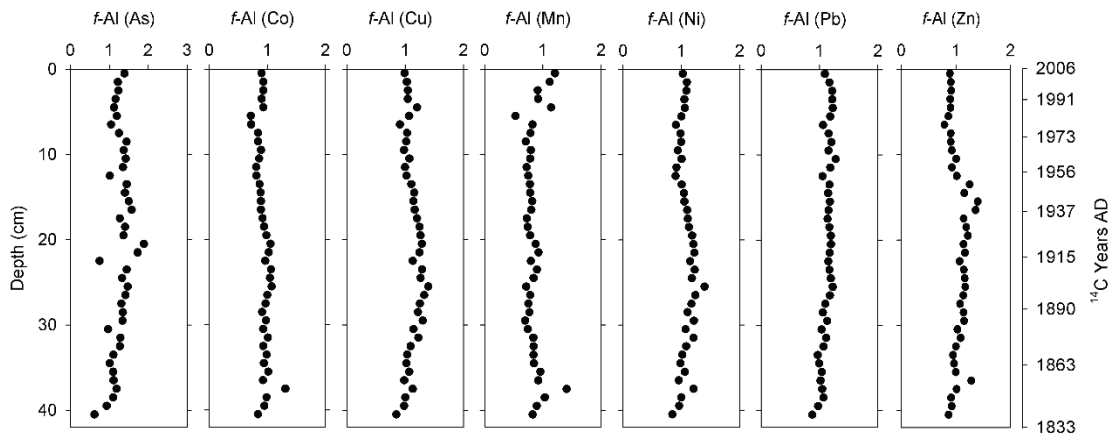 f-Al (As) f-Al (Co) f-Al (Cu) f-Al (Mn) f-Al (Ni) f-Al (Pb) f-Al (Zn)
0 1 2 3 0 1 2 0 1 2 0 1 2 0 1 2 0 1 2 0 1 2
0 2006
1991
10 1973
1956
20 1937
1915
30 1890
1863
40 1833
Depth (cm)
14C Years AD